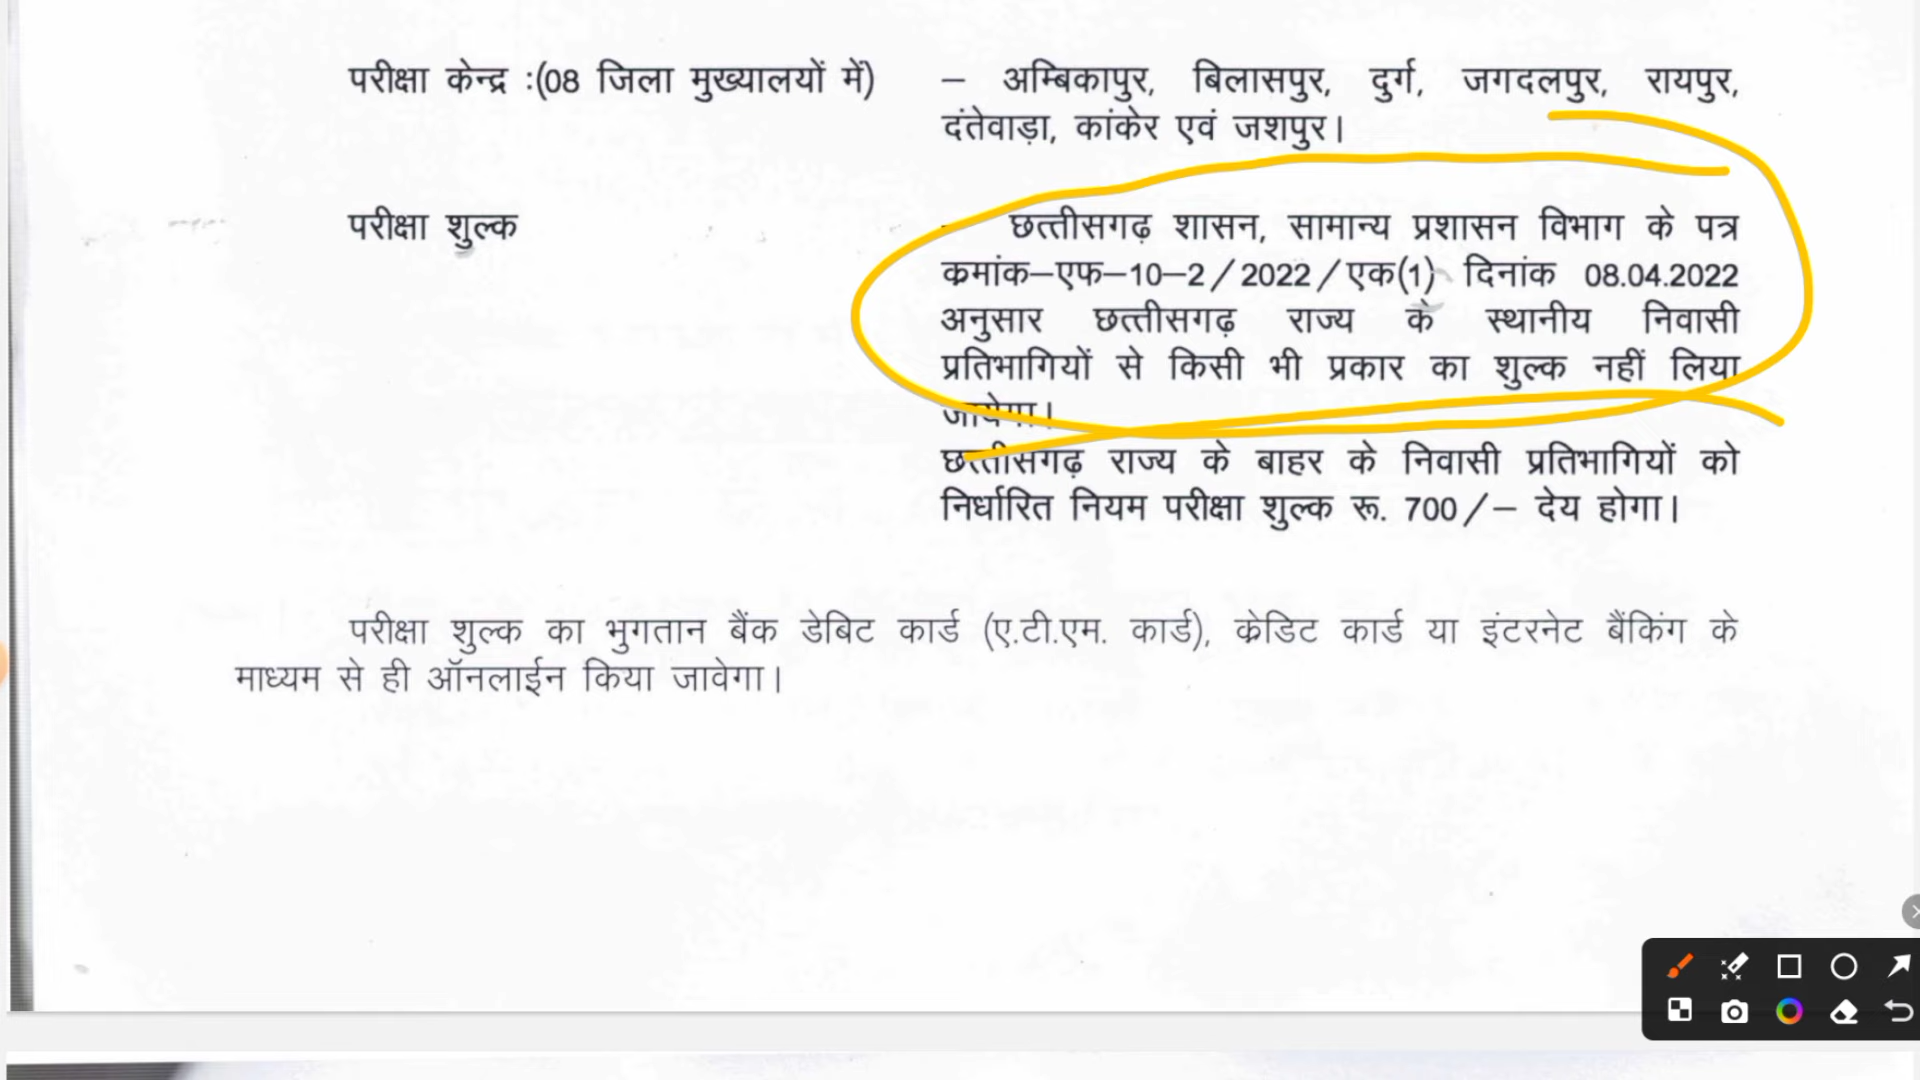 परीक्षा केन्द्र :(08 जिला मुख्यालयों में) – अम्बिकापुर, बिलासपुर, दुर्ग, जगदलपुर, रायपुर,
दंतेवाड़ा, कांकेर एवं जशपुर।
परीक्षा शुल्क - छत्तीसगढ़ शासन, सामान्य प्रशासन विभाग के पत्र
क्रमांक–एफ–10–2/2022/एक(1) दिनांक 08.04.2022
अनुसार छत्तीसगढ़ राज्य के स्थानीय निवासी
प्रतिभागियों से किसी भी प्रकार का शुल्क नहीं लिया
जायेगा।
छत्तीसगढ़ राज्य के बाहर के निवासी प्रतिभागियों को
निर्धारित नियम परीक्षा शुल्क रू. 700/– देय होगा।
परीक्षा शुल्क का भुगतान बैंक डेबिट कार्ड (ए.टी.एम. कार्ड), क्रेडिट कार्ड या इंटरनेट बैंकिंग के
माध्यम से ही ऑनलाईन किया जावेगा।